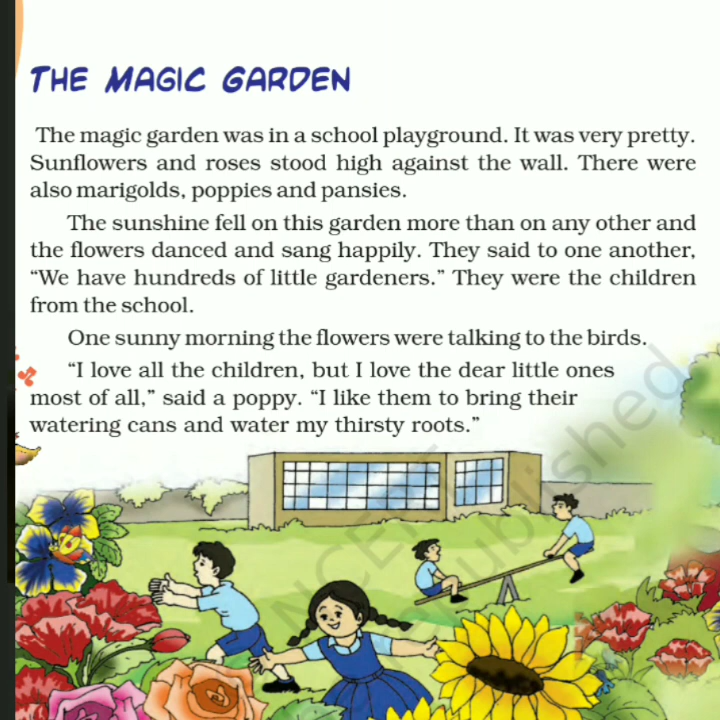 THE MAGIC GARDEN
The magic garden was in a school playground. It was very pretty.
Sunflowers and roses stood high against the wall. There were
also marigolds, poppies and pansies.
The sunshine fell on this garden more than on any other and
the flowers danced and sang happily. They said to one another,
“We have hundreds of little gardeners.” They were the children
from the school.
One sunny morning the flowers were talking to the birds.
“I love all the children, but I love the dear little ones
most of all,” said a poppy. “I like them to bring their
watering cans and water my thirsty roots.”